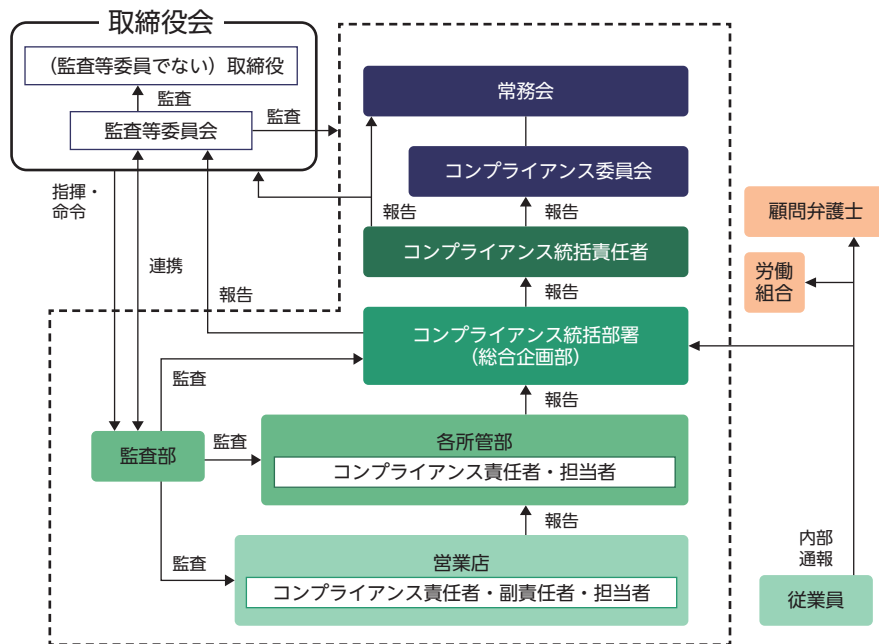 取締役会
（監査等委員でない）取締役
監査
監査等委員会
監査
常務会
コンプライアンス委員会
指揮・
命令
報告
報告
顧問弁護士
コンプライアンス統括責任者
連携
労働
組合
報告
報告
コンプライアンス統括部署
（総合企画部）
監査
報告
監査部
監査
各所管部
コンプライアンス責任者・担当者
報告
監査
営業店
コンプライアンス責任者・副責任者・担当者
内部
通報
従業員